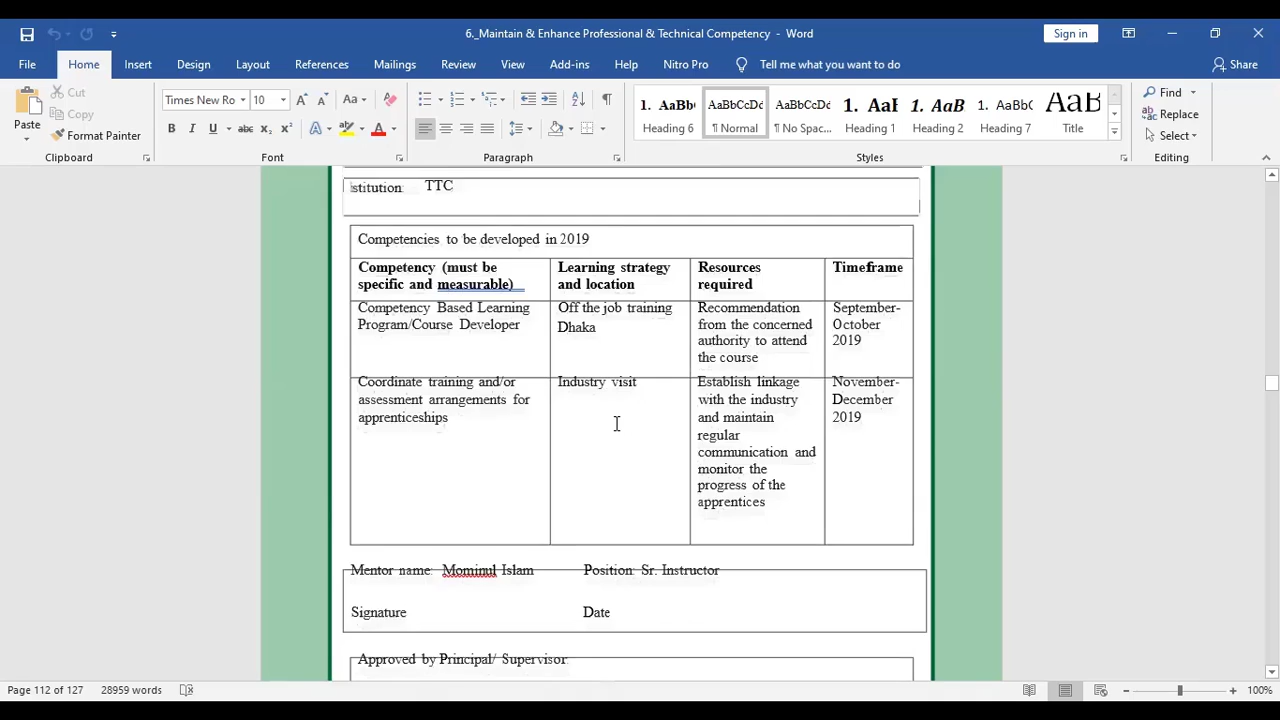 6._Maintain & Enhance Professional & Technical Competency - Word
Sign in
File Home Insert Design Layout References Mailings Review View Add-ins Help Nitro Pro Tell me what you want to do Share
Paste
Cut
Copy
Format Painter
Times New Ro 10
1. AaBb( AaBbCcDd AaBbCcDd 1. AaI 1. AaB 1. AaBbC AaB
Heading 6 ¶ Normal ¶ No Spac... Heading 1 Heading 2 Heading 7 Title
Find
Replace
Select
Clipboard Font Paragraph Styles Editing
stitution: TTC
Competencies to be developed in 2019
Competency (must be
specific and measurable)
Learning strategy
and location
Resources
required
Timeframe
Competency Based Learning
Program/Course Developer
Off the job training
Dhaka
Recommendation
from the concerned
authority to attend
the course
September-
October
2019
Coordinate training and/or
assessment arrangements for
apprenticeships
Industry visit
Establish linkage
with the industry
and maintain
regular
communication and
monitor the
progress of the
apprentices
November-
December
2019
Mentor name: Mominul Islam Position: Sr. Instructor
Signature Date
Approved by Principal/ Supervisor:
Page 112 of 127 28959 words 100%